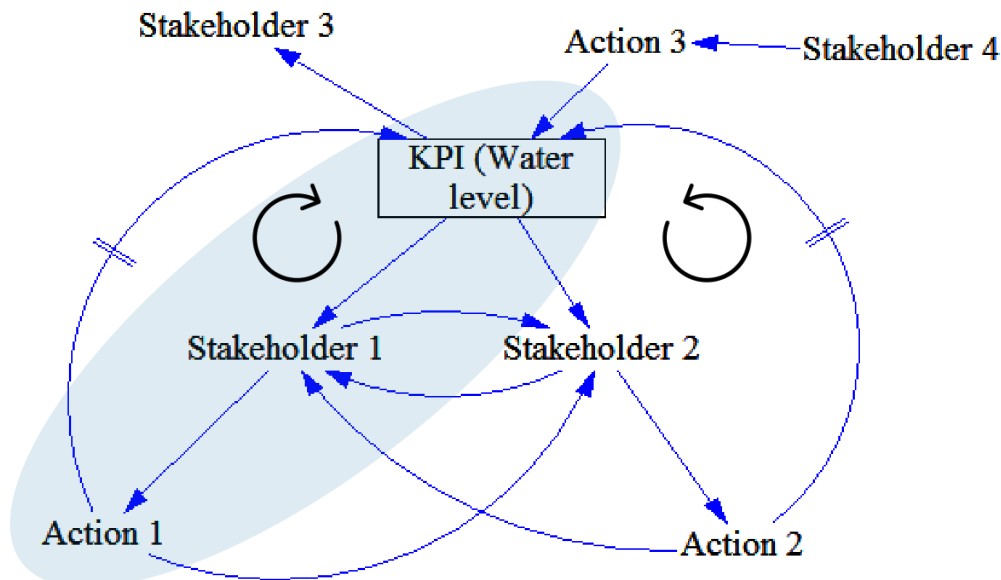 Stakeholder 3
Action 3
Stakeholder 4
KPI (Water
level)
Stakeholder 1
Stakeholder 2
Action 1
Action 2